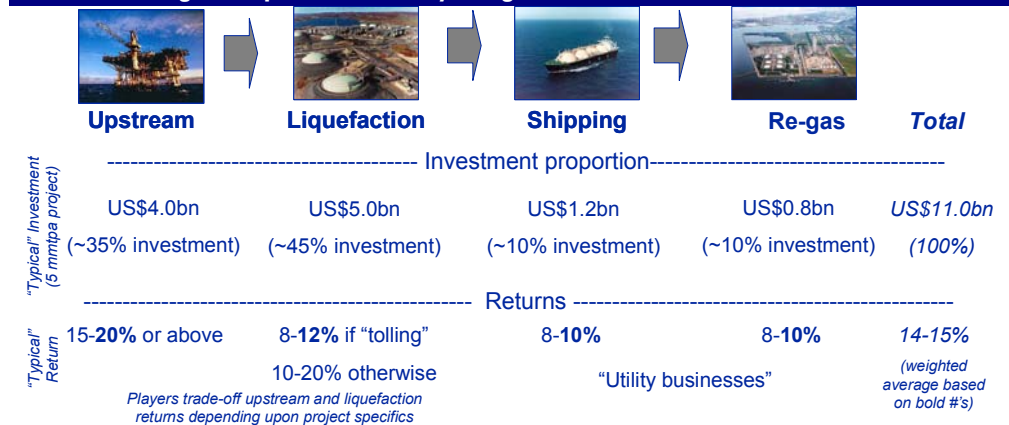 Upstream
Liquefaction
Shipping
Re-gas
Total
"Typical" Investment
(5 mmtpa project)
---------------------------------------- Investment proportion--------------------------------------
US$4.0bn
US$5.0bn
US$1.2bn
US$0.8bn
US$11.0bn
(~35% investment)
(~45% investment)
(~10% investment)
(~10% investment)
(100%)
-------------------------------------------------- Returns -------------------------------------------------
"Typical"
Return
15-20% or above
8-12% if "tolling"
8-10%
8-10%
14-15%
10-20% otherwise
"Utility businesses"
(weighted
average based
on bold #'s)
Players trade-off upstream and liquefaction
returns depending upon project specifics